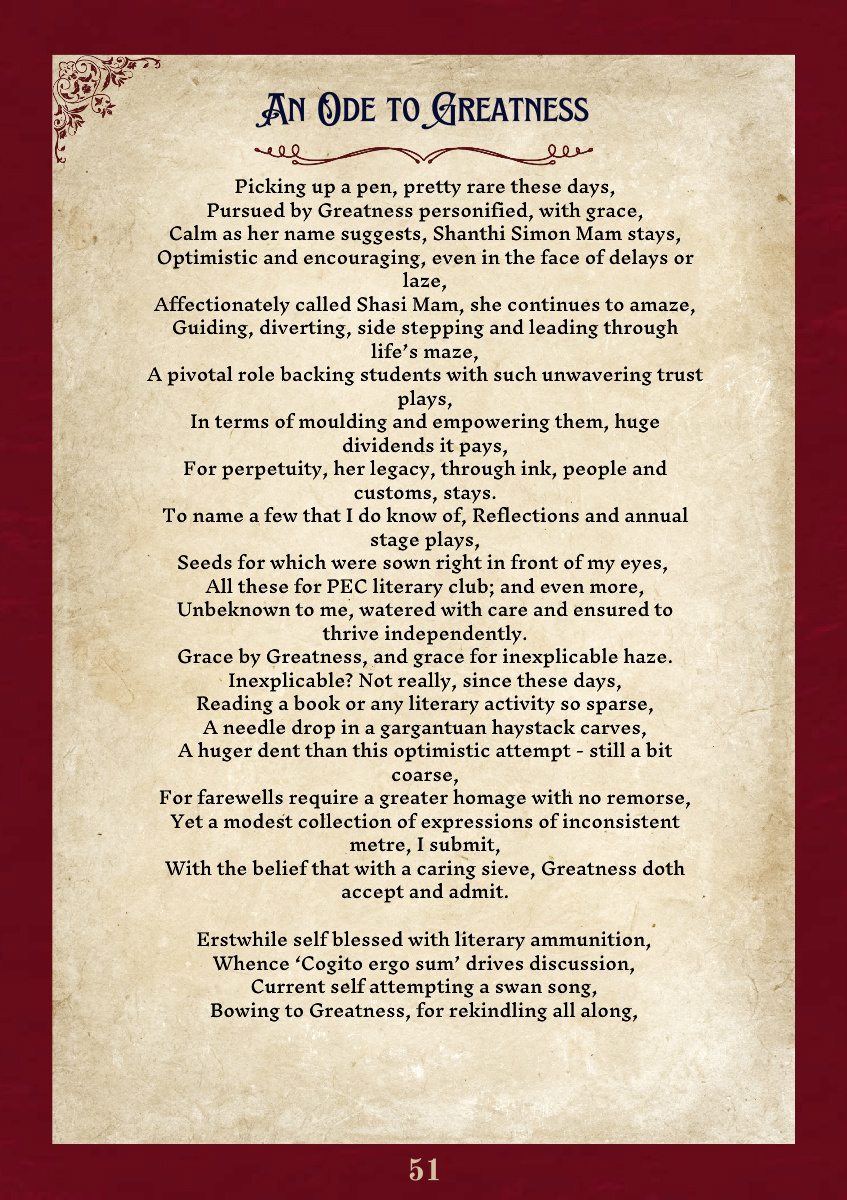 An Ode to Greatness
Picking up a pen, pretty rare these days,
Pursued by Greatness personified, with grace,
Calm as her name suggests, Shanthi Simon Mam stays,
Optimistic and encouraging, even in the face of delays or
laze,
Affectionately called Shasi Mam, she continues to amaze,
Guiding, diverting, side stepping and leading through
life’s maze,
A pivotal role backing students with such unwavering trust
plays,
In terms of moulding and empowering them, huge
dividends it pays,
For perpetuity, her legacy, through ink, people and
customs, stays.
To name a few that I do know of, Reflections and annual
stage plays,
Seeds for which were sown right in front of my eyes,
All these for PEC literary club; and even more,
Unbeknown to me, watered with care and ensured to
thrive independently.
Grace by Greatness, and grace for inexplicable haze.
Inexplicable? Not really, since these days,
Reading a book or any literary activity so sparse,
A needle drop in a gargantuan haystack carves,
A huger dent than this optimistic attempt - still a bit
coarse,
For farewells require a greater homage with no remorse,
Yet a modest collection of expressions of inconsistent
metre, I submit,
With the belief that with a caring sieve, Greatness doth
accept and admit.
Erstwhile self blessed with literary ammunition,
Whence ‘Cogito ergo sum’ drives discussion,
Current self attempting a swan song,
Bowing to Greatness, for rekindling all along,
51